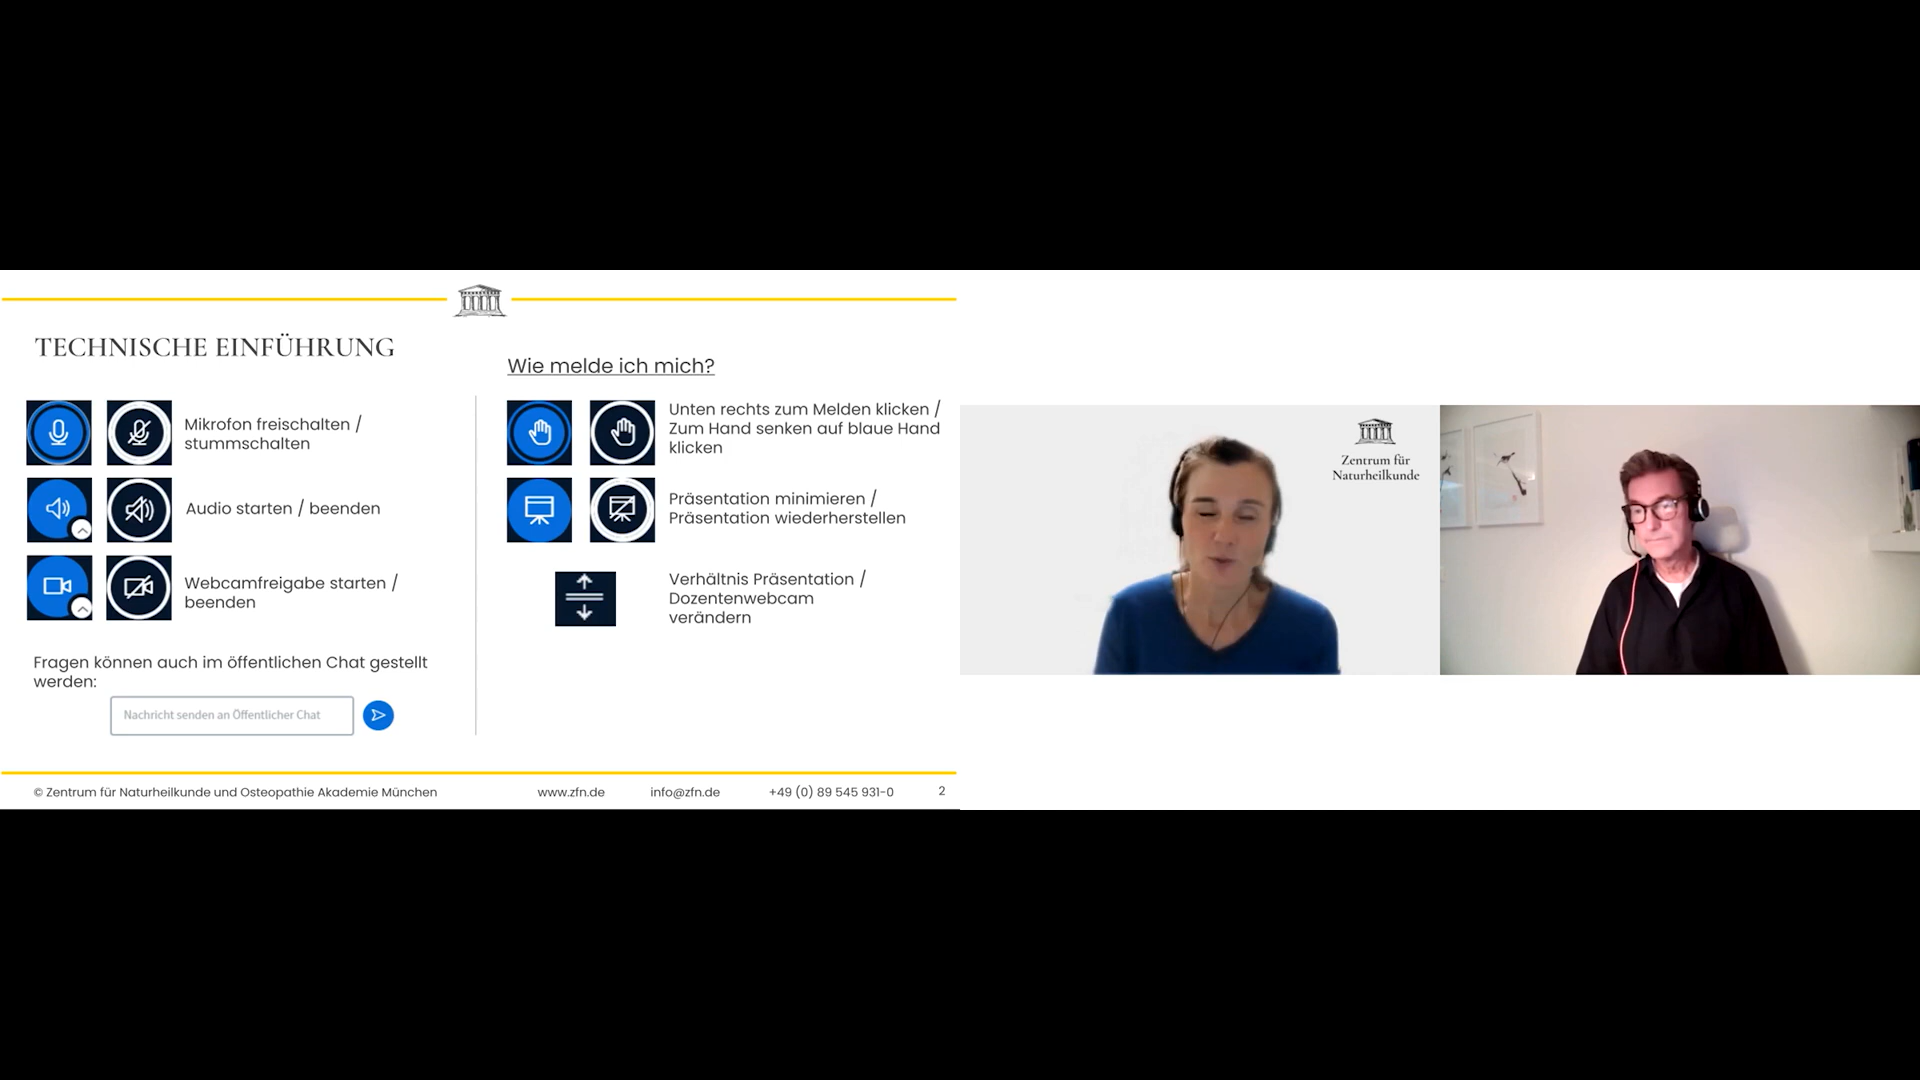 TECHNISCHE EINFÜHRUNG
Mikrofon freischalten /
stummschalten
Audio starten / beenden
Webcamfreigabe starten /
beenden
Fragen können auch im öffentlichen Chat gestellt
werden:
Nachricht senden an Öffentlicher Chat
Wie melde ich mich?
Unten rechts zum Melden klicken /
Zum Hand senken auf blaue Hand
klicken
Präsentation minimieren /
Präsentation wiederherstellen
Verhältnis Präsentation /
Dozentenwebcam
verändern
© Zentrum für Naturheilkunde und Osteopathie Akademie München
www.zfn.de
info@zfn.de
+49 (0) 89 545 931-0
2
Zentrum für
Naturheilkunde